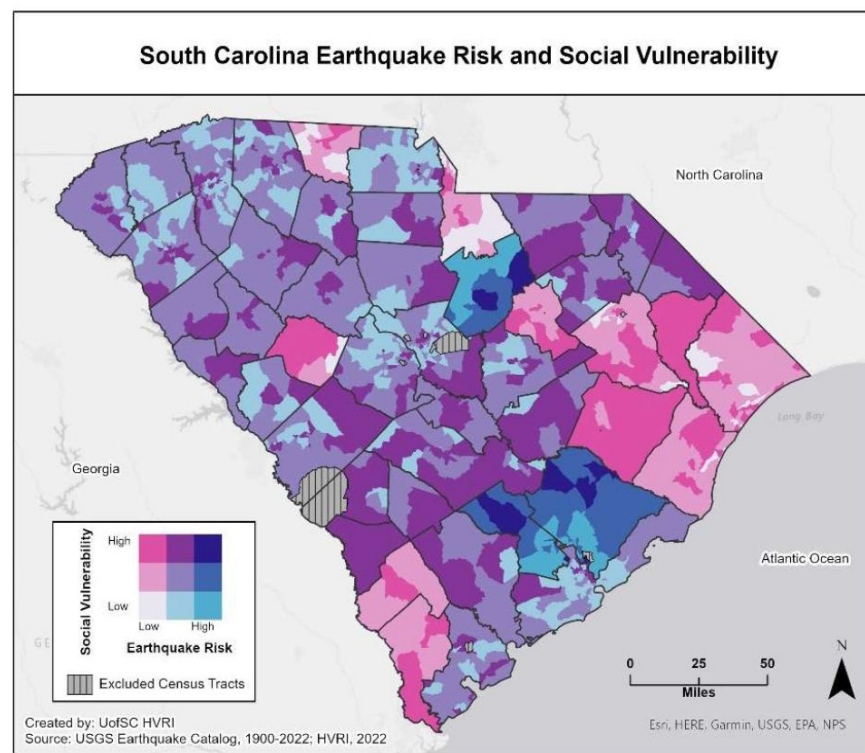 South Carolina Earthquake Risk and Social Vulnerability
North Carolina
Long Bay
Georgia
Atlantic Ocean
High
Low
Social Vulnerability
Low
High
Earthquake Risk
Excluded Census Tracts
0
25
50
Miles
N
Created by: UofSC HVRI
Source: USGS Earthquake Catalog, 1900-2022; HVRI, 2022
Esri, HERE, Garmin, USGS, EPA, NPS